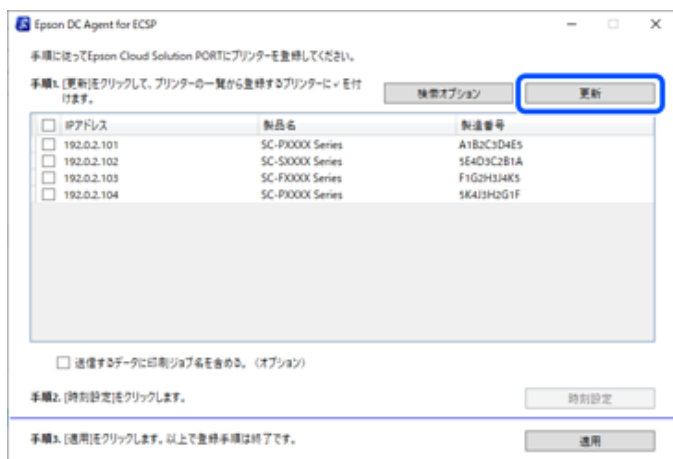 Epson DC Agent for ECSP
手順に従ってEpson Cloud Solution PORTにプリンターを登録してください。
手順1. [更新]をクリックして、プリンターの一覧から登録するプリンターに✓を付
けます。
検索オプション
更新
IPアドレス 製品名 製造番号
192.0.2.101 SC-PXXXX Series A1B2C3D4E5
192.0.2.102 SC-SXXXX Series 5E4D3C2B1A
192.0.2.103 SC-FXXXX Series F1G2H3J4K5
192.0.2.104 SC-PXXXX Series 5K4J3H2G1F
送信するデータに印刷ジョブ名を含める。（オプション）
手順2. [時刻設定]をクリックします。
時刻設定
手順3. [適用]をクリックします。以上で登録手順は終了です。
適用